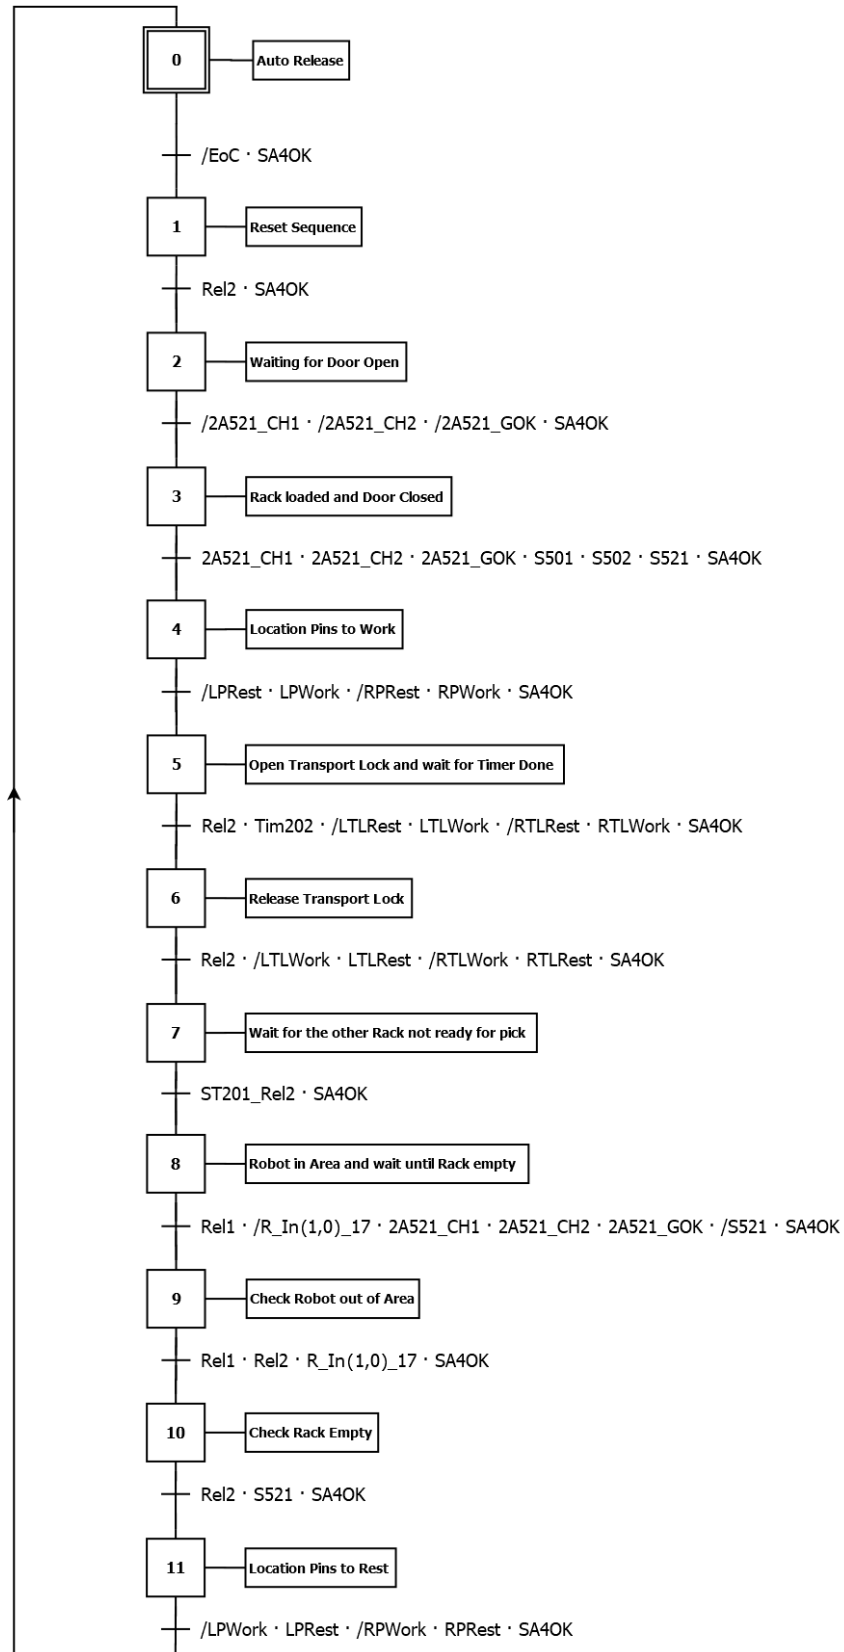 0
Auto Release
/EoC · SA4OK
1
Reset Sequence
Rel2 · SA4OK
2
Waiting for Door Open
/2A521_CH1 · /2A521_CH2 · /2A521_GOK · SA4OK
3
Rack loaded and Door Closed
2A521_CH1 · 2A521_CH2 · 2A521_GOK · S501 · S502 · S521 · SA4OK
4
Location Pins to Work
/LPRest · LPWork · /RPRest · RPWork · SA4OK
5
Open Transport Lock and wait for Timer Done
Rel2 · Tim202 · /LTLRest · LTLWork · /RTLRest · RTLWork · SA4OK
6
Release Transport Lock
Rel2 · /LTLWork · LTLRest · /RTLWork · RTLRest · SA4OK
7
Wait for the other Rack not ready for pick
ST201_Rel2 · SA4OK
8
Robot in Area and wait until Rack empty
Rel1 · /R_In(1,0)_17 · 2A521_CH1 · 2A521_CH2 · 2A521_GOK · /S521 · SA4OK
9
Check Robot out of Area
Rel1 · Rel2 · R_In(1,0)_17 · SA4OK
10
Check Rack Empty
Rel2 · S521 · SA4OK
11
Location Pins to Rest
/LPWork · LPRest · /RPWork · RPRest · SA4OK